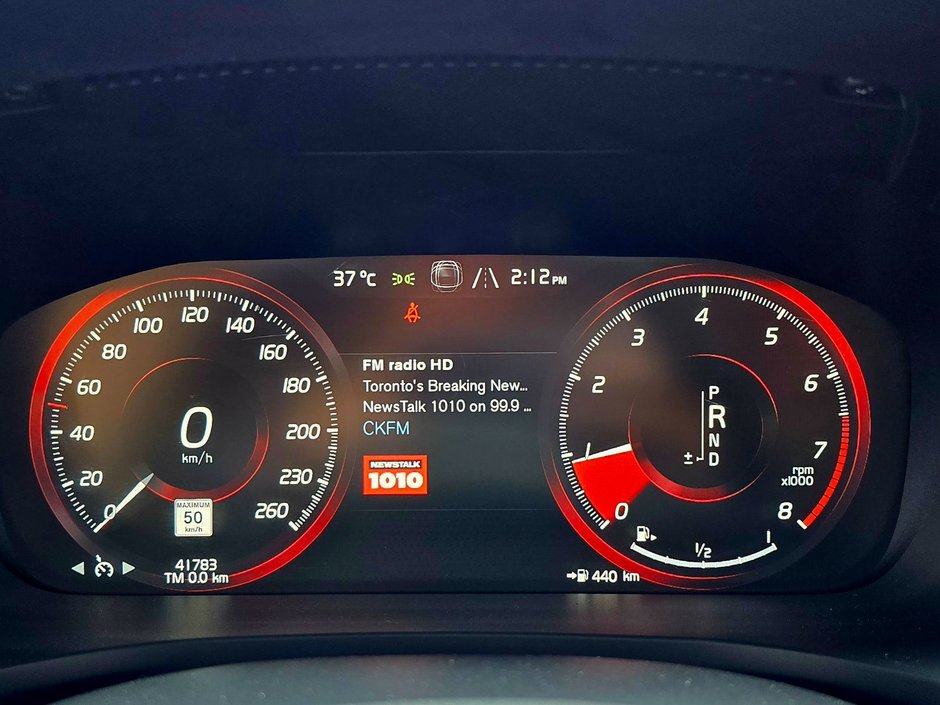 37 °C 2:12 PM
FM radio HD
Toronto's Breaking New...
NewsTalk 1010 on 99.9 ...
CKFM
NEWSTALK
1010
0
20
40
60
80
100
120
140
160
180
200
230
260
0
km/h
MAXIMUM
50
km/h
41783
TM 0.0 km
0
1
2
3
4
5
6
7
8
rpm
x1000
P
R
N
D
±
1/2
1
440 km